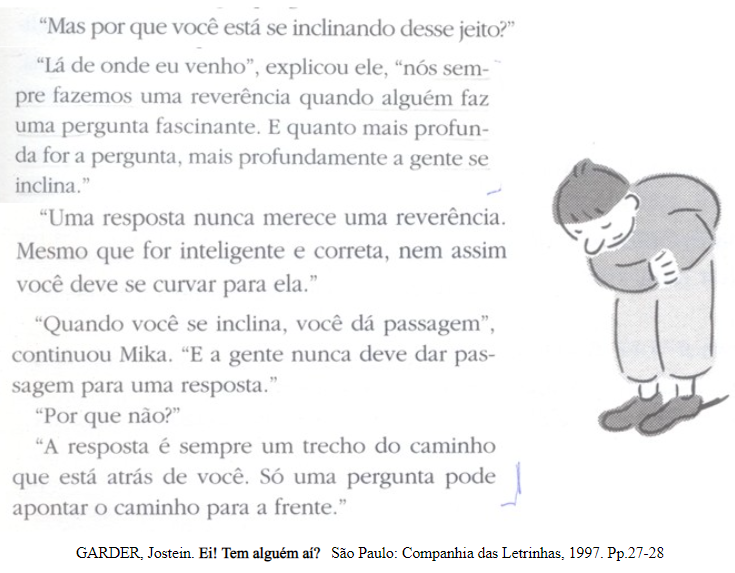 “Mas por que você está se inclinando desse jeito?”
“Lá de onde eu venho”, explicou ele, “nós sem-
pre fazemos uma reverência quando alguém faz
uma pergunta fascinante. E quanto mais profun-
da for a pergunta, mais profundamente a gente se
inclina.”
“Uma resposta nunca merece uma reverência.
Mesmo que for inteligente e correta, nem assim
você deve se curvar para ela.”
“Quando você se inclina, você dá passagem”,
continuou Mika. “E a gente nunca deve dar pas-
sagem para uma resposta.”
“Por que não?”
“A resposta é sempre um trecho do caminho
que está atrás de você. Só uma pergunta pode
apontar o caminho para a frente.”
GARDER, Jostein. Ei! Tem alguém aí? São Paulo: Companhia das Letrinhas, 1997. Pp.27-28